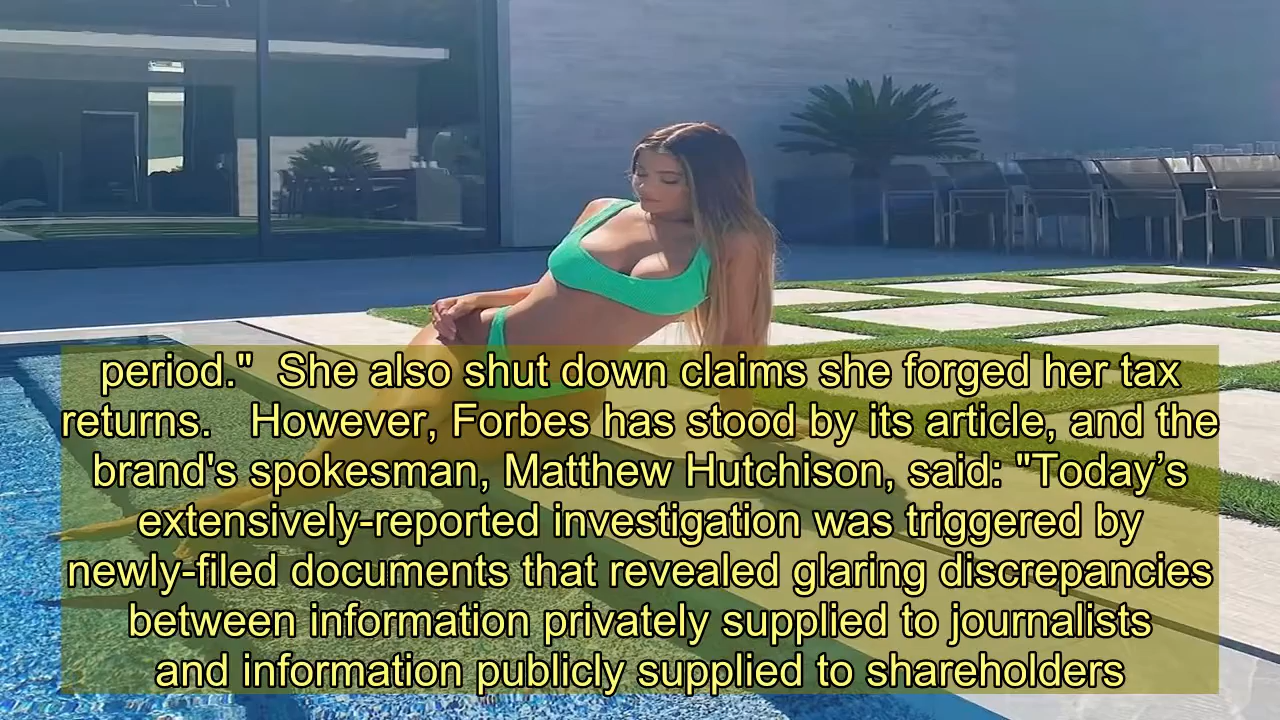 period."  She also shut down claims she forged her tax
returns.   However, Forbes has stood by its article, and the
brand's spokesman, Matthew Hutchison, said: "Today’s
extensively-reported investigation was triggered by
newly-filed documents that revealed glaring discrepancies
between information privately supplied to journalists
and information publicly supplied to shareholders